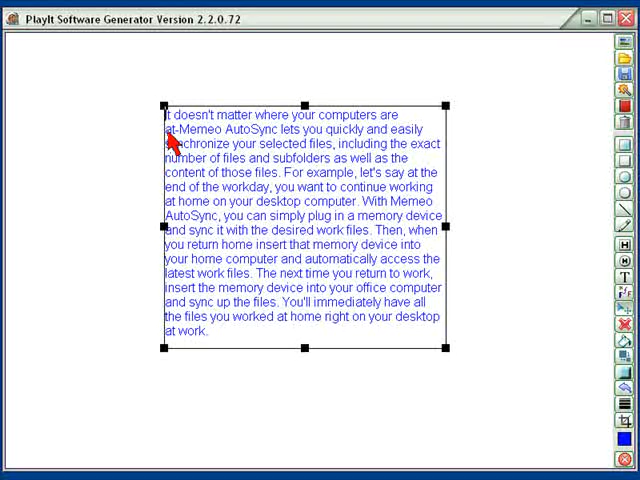 PlayIt Software Generator Version 2.2.0.72
It doesn't matter where your computers are
at-Memeo AutoSync lets you quickly and easily
synchronize your selected files, including the exact
number of files and subfolders as well as the
content of those files. For example, let's say at the
end of the workday, you want to continue working
at home on your desktop computer. With Memeo
AutoSync, you can simply plug in a memory device
and sync it with the desired work files. Then, when
you return home insert that memory device into
your home computer and automatically access the
latest work files. The next time you return to work,
insert the memory device into your office computer
and sync up the files. You'll immediately have all
the files you worked at home right on your desktop
at work.
H
H
T